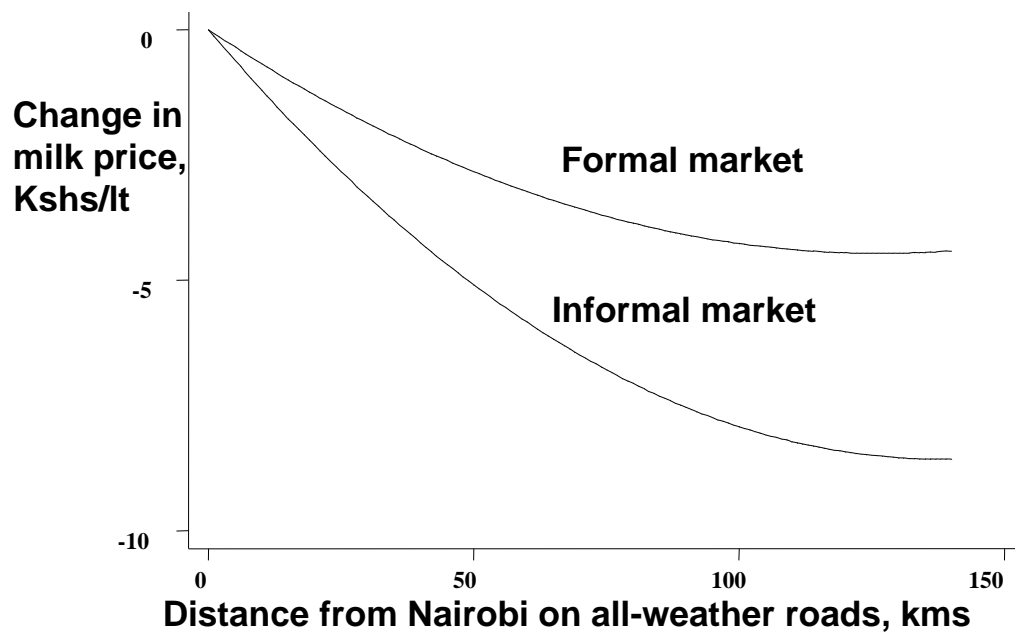 0
Change in
milk price,
Kshs/lt
Formal market
-5
Informal market
-10
0 50 100 150
Distance from Nairobi on all-weather roads, kms